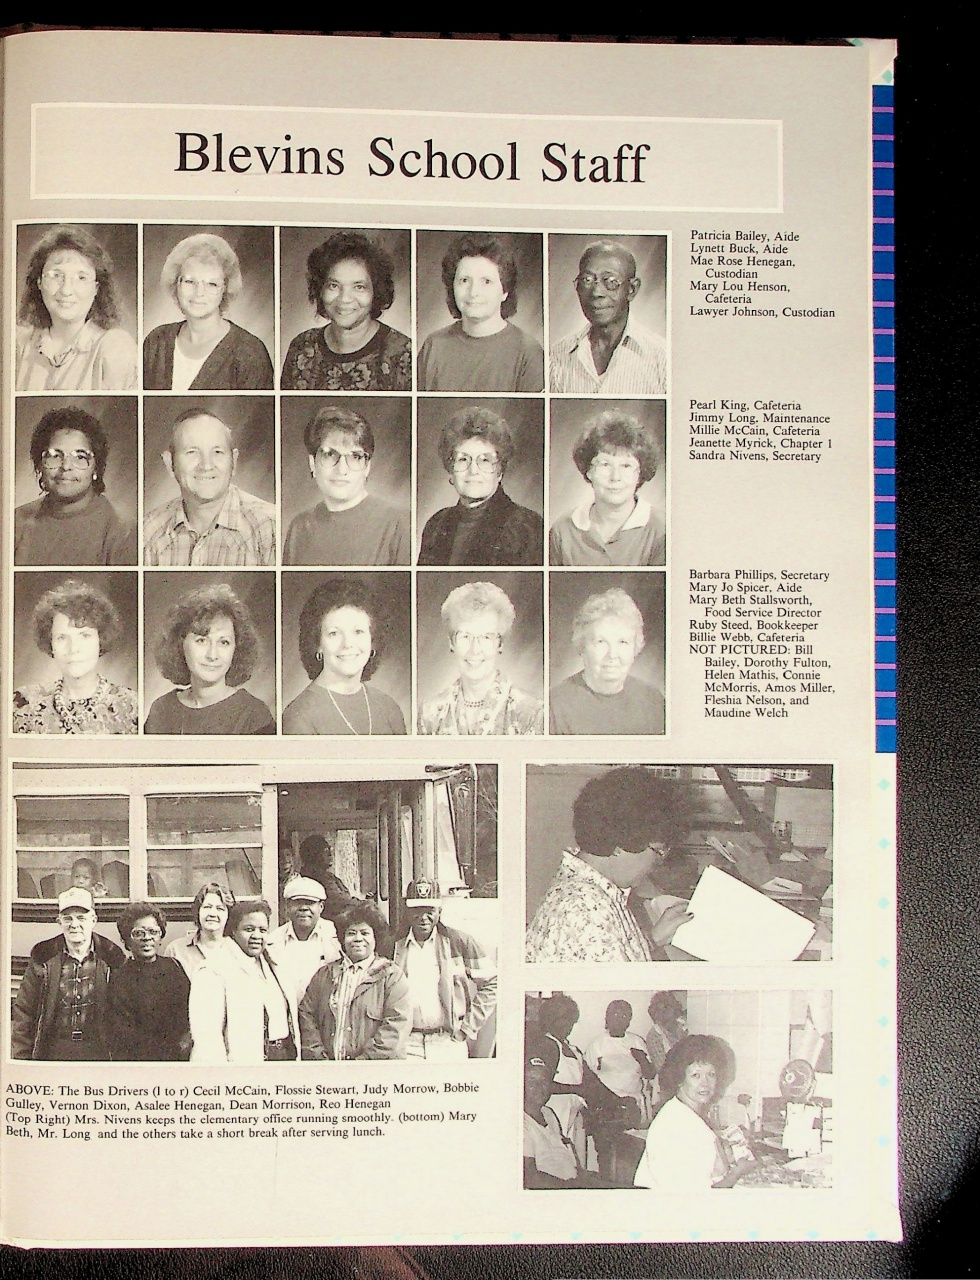 Blevins School Staff
Patricia Bailey, Aide
Lynett Buck, Aide
Mae Rose Henegan,
Custodian
Mary Lou Henson,
Cafeteria
Lawyer Johnson, Custodian
Pearl King, Cafeteria
Jimmy Long, Maintenance
Millie McCain, Cafeteria
Jeanette Myrick, Chapter 1
Sandra Nivens, Secretary
Barbara Phillips, Secretary
Mary Jo Spicer, Aide
Mary Beth Stallsworth,
Food Service Director
Ruby Steed, Bookkeeper
Billie Webb, Cafeteria
NOT PICTURED: Bill
Bailey, Dorothy Fulton,
Helen Mathis, Connie
McMorris, Amos Miller,
Fleshia Nelson, and
Maudine Welch
ABOVE: The Bus Drivers (l to r) Cecil McCain, Flossie Stewart, Judy Morrow, Bobbie
Gulley, Vernon Dixon, Asalee Henegan, Dean Morrison, Reo Henegan
(Top Right) Mrs. Nivens keeps the elementary office running smoothly. (bottom) Mary
Beth, Mr. Long and the others take a short break after serving lunch.